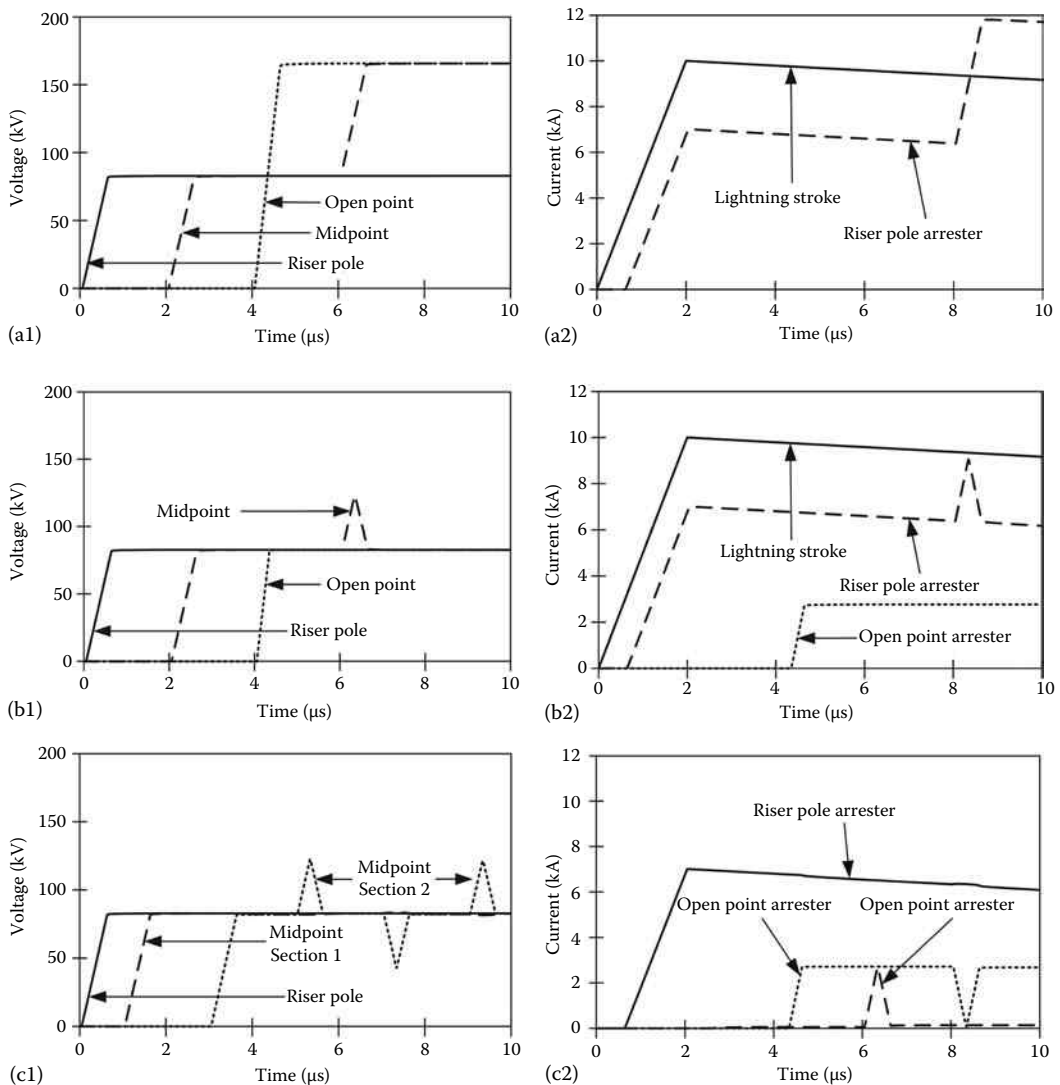 200
150
100
50
0
Voltage (kV)
Open point
Midpoint
Riser pole
0 2 4 6 8 10
Time (µs)
(a1)
12
10
8
6
4
2
0
Current (kA)
Lightning stroke
Riser pole arrester
0 2 4 6 8 10
Time (µs)
(a2)
200
150
100
50
0
Voltage (kV)
Midpoint
Open point
Riser pole
0 2 4 6 8 10
Time (µs)
(b1)
12
10
8
6
4
2
0
Current (kA)
Lightning stroke
Riser pole arrester
Open point arrester
0 2 4 6 8 10
Time (µs)
(b2)
200
150
100
50
0
Voltage (kV)
Midpoint
Section 2
Midpoint
Section 1
Riser pole
0 2 4 6 8 10
Time (µs)
(c1)
12
10
8
6
4
2
0
Current (kA)
Riser pole arrester
Open point arrester
Open point arrester
0 2 4 6 8 10
Time (µs)
(c2)